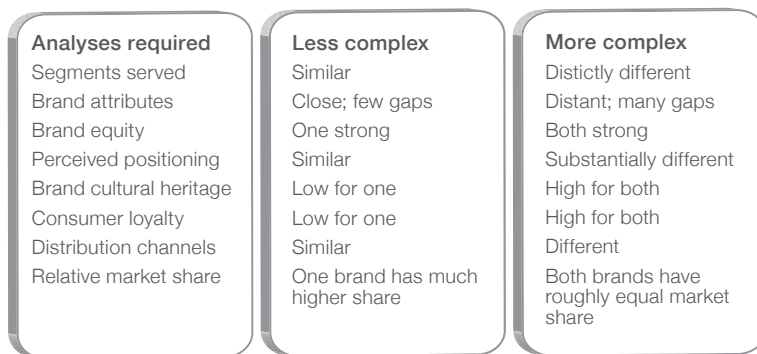 Analyses required
Segments served
Brand attributes
Brand equity
Perceived positioning
Brand cultural heritage
Consumer loyalty
Distribution channels
Relative market share
Less complex
Similar
Close; few gaps
One strong
Similar
Low for one
Low for one
Similar
One brand has much
higher share
More complex
Distictly different
Distant; many gaps
Both strong
Substantially different
High for both
High for both
Different
Both brands have
roughly equal market
share